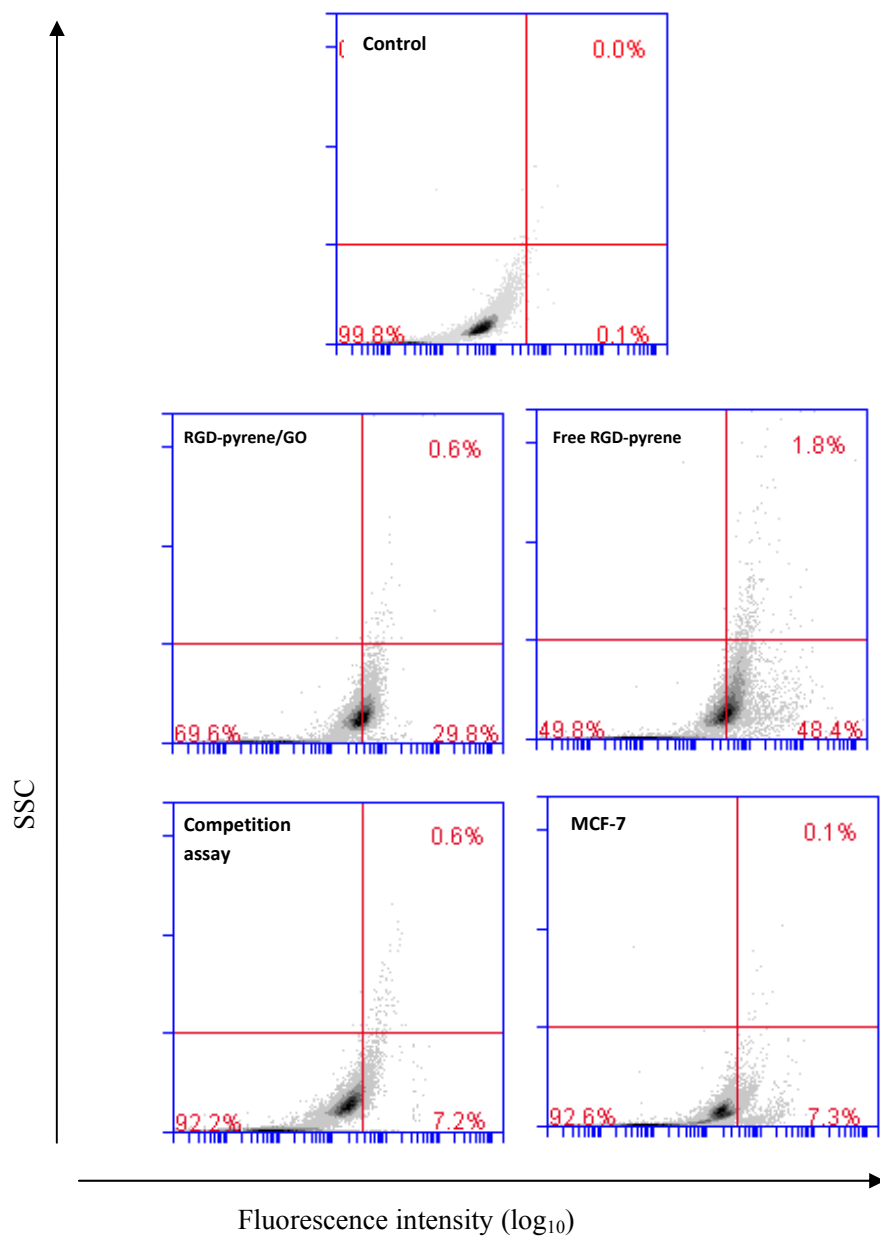 Control
0.0%
99.8%
0.1%
RGD-pyrene/GO
0.6%
69.6%
29.8%
Free RGD-pyrene
1.8%
49.8%
48.4%
Competition
assay
0.6%
92.2%
7.2%
MCF-7
0.1%
92.6%
7.3%
SSC
Fluorescence intensity (log10)